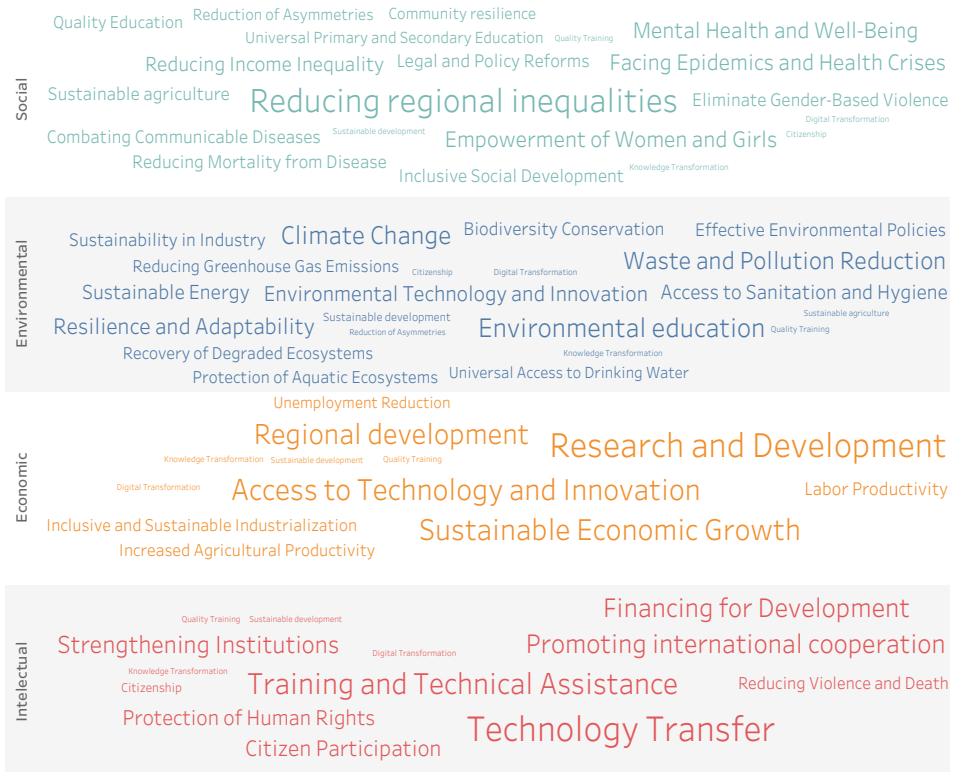 Social
Quality Education
Reduction of Asymmetries
Community resilience
Universal Primary and Secondary Education
Quality Training
Mental Health and Well-Being
Reducing Income Inequality
Legal and Policy Reforms
Facing Epidemics and Health Crises
Sustainable agriculture
Reducing regional inequalities
Eliminate Gender-Based Violence
Digital Transformation
Combating Communicable Diseases
Sustainable development
Empowerment of Women and Girls
Citizenship
Reducing Mortality from Disease
Inclusive Social Development
Knowledge Transformation
Environmental
Sustainability in Industry
Climate Change
Biodiversity Conservation
Effective Environmental Policies
Reducing Greenhouse Gas Emissions
Citizenship
Digital Transformation
Waste and Pollution Reduction
Sustainable Energy
Environmental Technology and Innovation
Access to Sanitation and Hygiene
Resilience and Adaptability
Sustainable development
Reduction of Asymmetries
Environmental education
Sustainable agriculture
Quality Training
Recovery of Degraded Ecosystems
Knowledge Transformation
Protection of Aquatic Ecosystems
Universal Access to Drinking Water
Economic
Unemployment Reduction
Regional development
Research and Development
Knowledge Transformation
Sustainable development
Quality Training
Digital Transformation
Access to Technology and Innovation
Labor Productivity
Inclusive and Sustainable Industrialization
Sustainable Economic Growth
Increased Agricultural Productivity
Intelectual
Financing for Development
Quality Training
Sustainable development
Strengthening Institutions
Digital Transformation
Promoting international cooperation
Knowledge Transformation
Citizenship
Training and Technical Assistance
Reducing Violence and Death
Protection of Human Rights
Technology Transfer
Citizen Participation